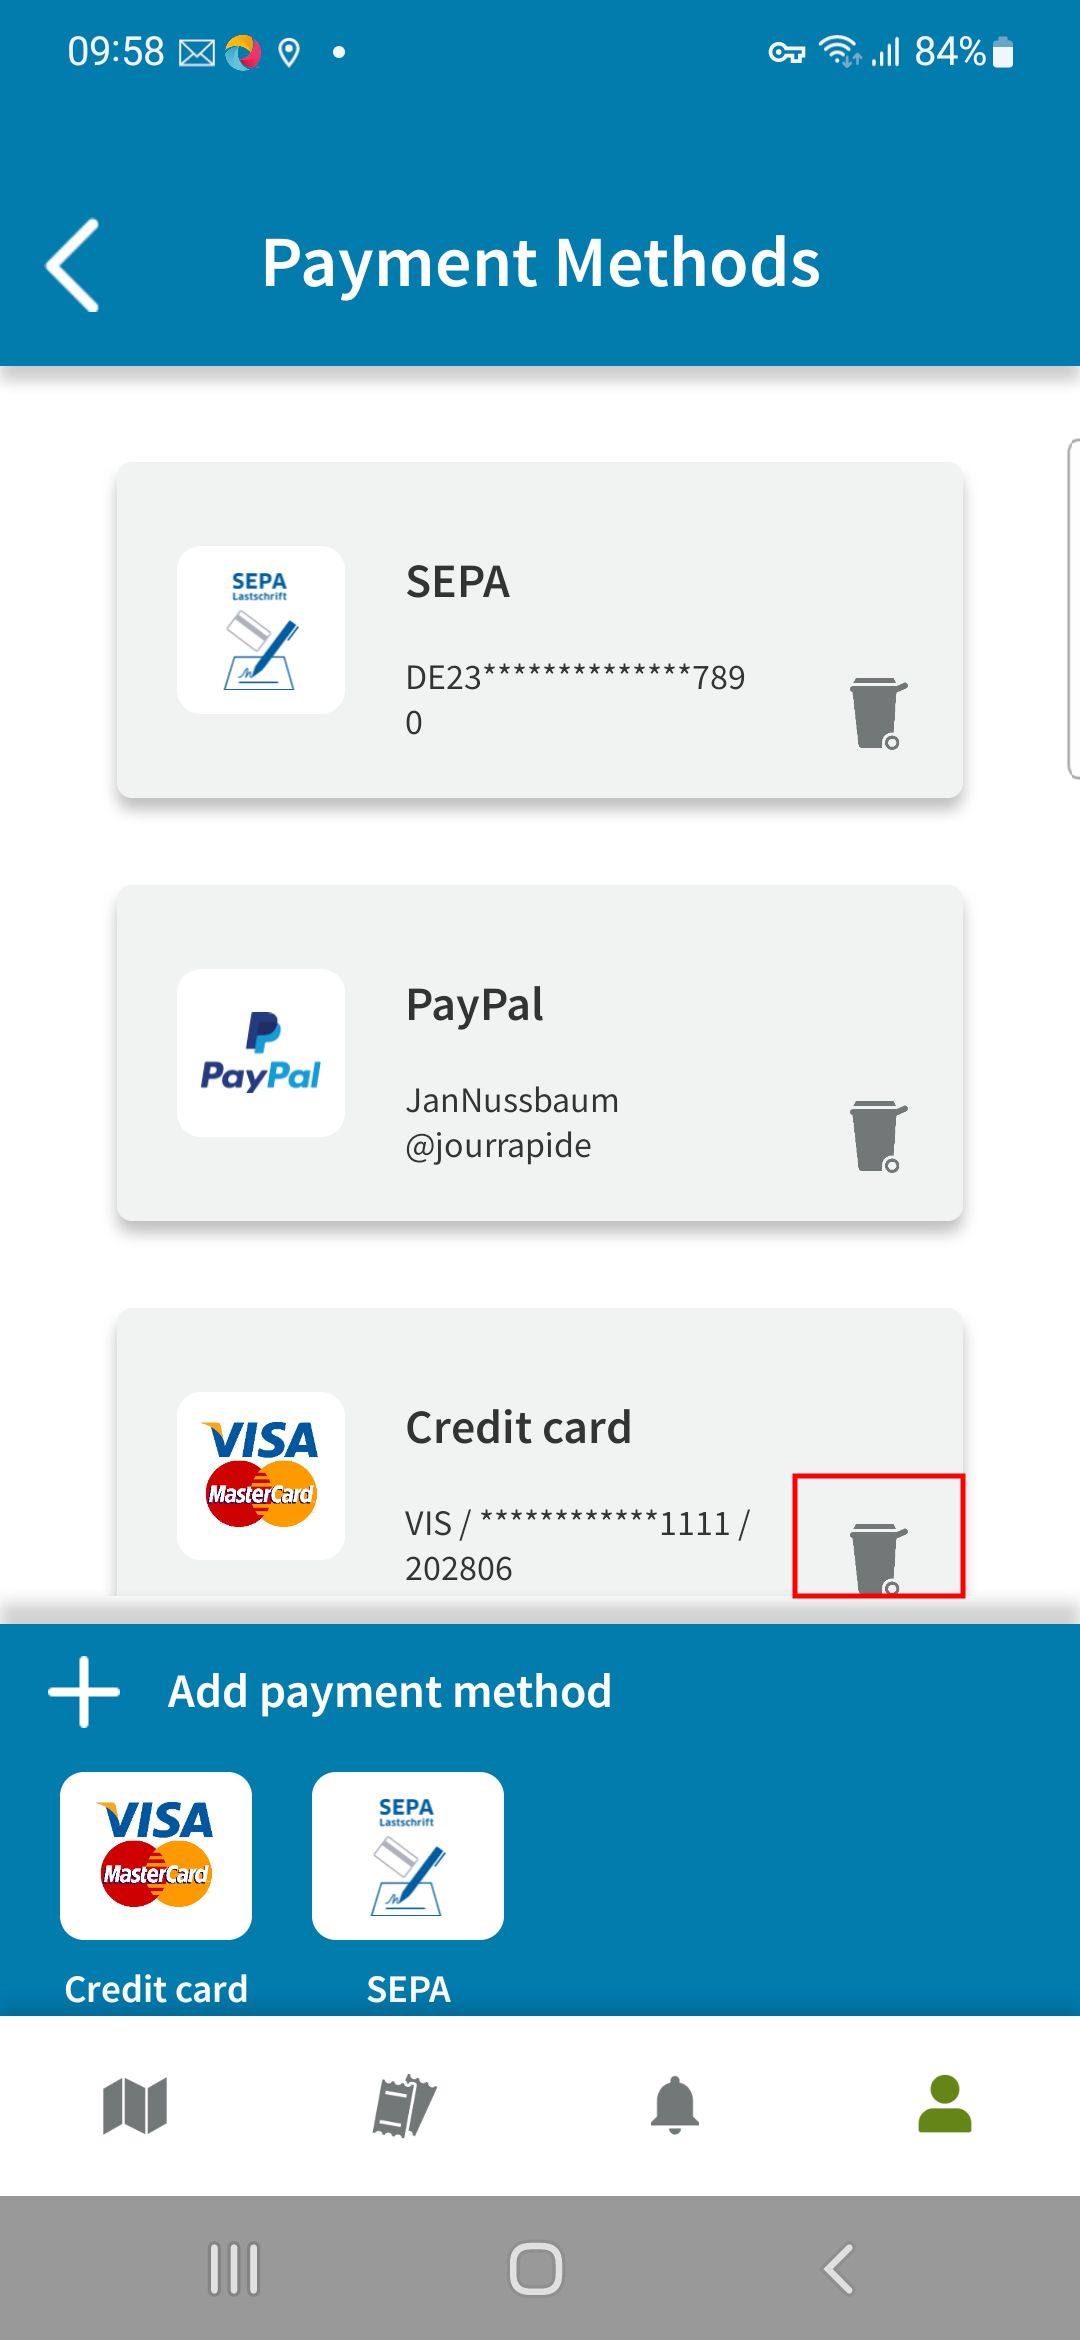 09:58
84%
Payment Methods
SEPA
Lastschrift
SEPA
DE23**************789
0
PayPal
PayPal
JanNussbaum
@jourrapide
VISA
MasterCard
Credit card
VIS / ************1111 /
202806
Add payment method
VISA
MasterCard
SEPA
Lastschrift
Credit card
SEPA